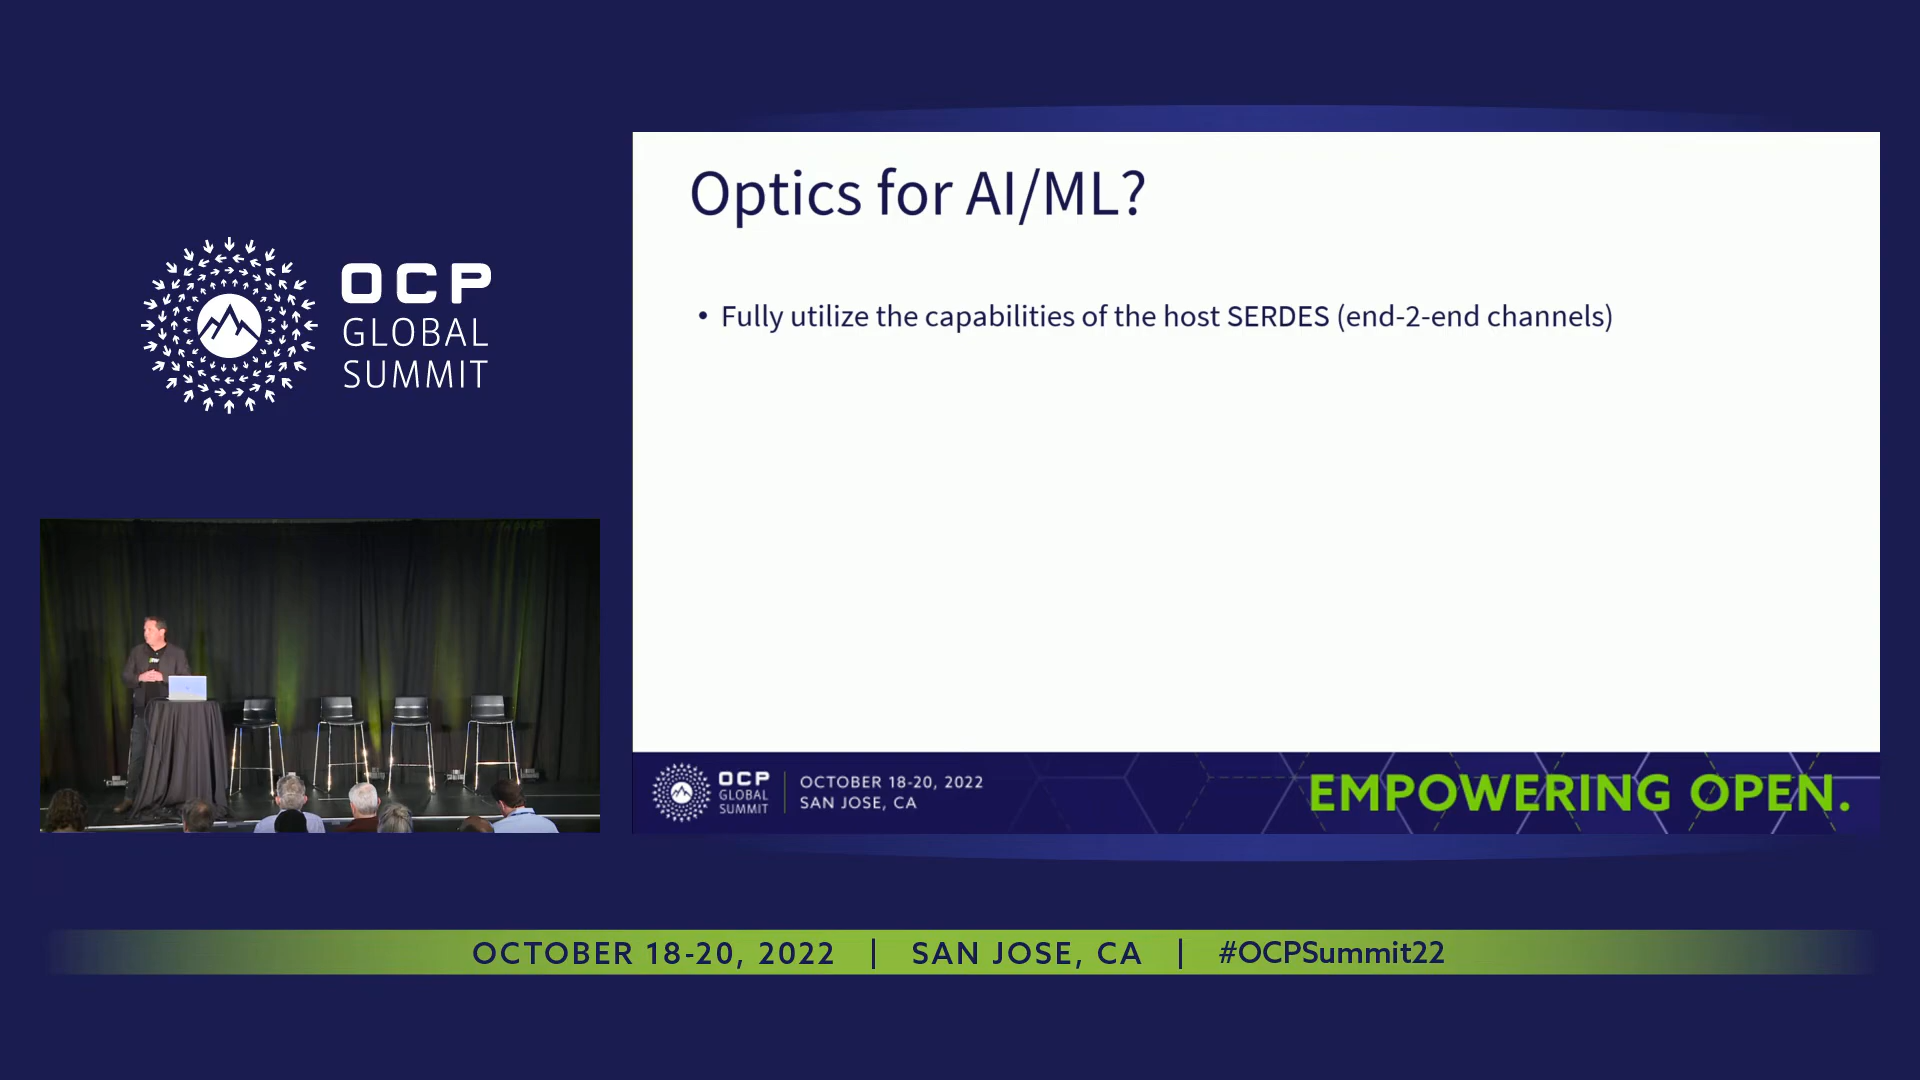 OCP
GLOBAL
SUMMIT
Optics for AI/ML?
• Fully utilize the capabilities of the host SERDES (end-2-end channels)
OCP
GLOBAL
SUMMIT
OCTOBER 18-20, 2022
SAN JOSE, CA
EMPOWERING OPEN.
OCTOBER 18-20, 2022 | SAN JOSE, CA | #OCPSummit22